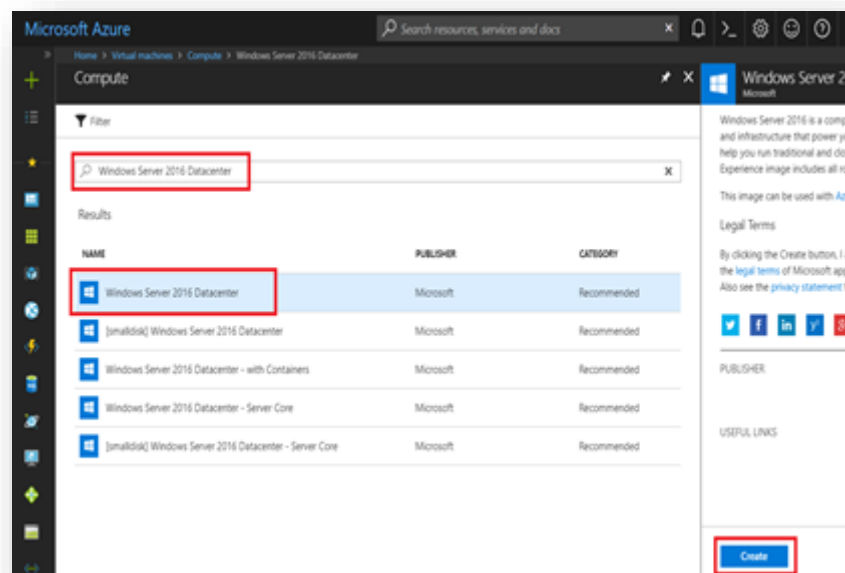 Microsoft Azure
Search resources, services and docs
Home > Virtual machines > Compute > Windows Server 2016 Datacenter
Compute
Filter
Windows Server 2016 Datacenter
Results
NAME PUBLISHER CATEGORY
Windows Server 2016 Datacenter Microsoft Recommended
[smalldisk] Windows Server 2016 Datacenter Microsoft Recommended
Windows Server 2016 Datacenter - with Containers Microsoft Recommended
Windows Server 2016 Datacenter - Server Core Microsoft Recommended
[smalldisk] Windows Server 2016 Datacenter - Server Core Microsoft Recommended
Windows Server 2
Microsoft
Windows Server 2016 is a comp
and infrastructure that power y
help you run traditional and clo
Experience image includes all r
This image can be used with Az
Legal Terms
By clicking the Create button, I
the legal terms of Microsoft app
Also see the privacy statement
PUBLISHER
USEFUL LINKS
Create